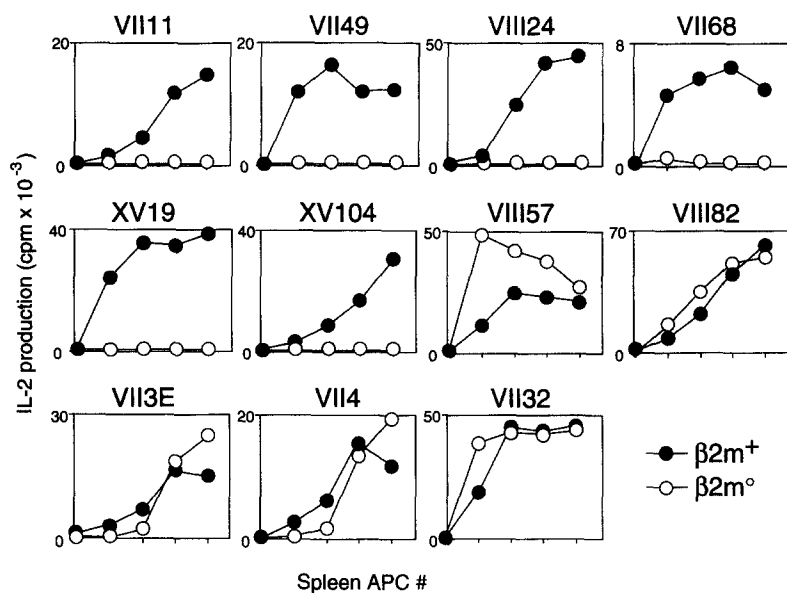 VII11 VII49 VIII24 VII68
20 20 50 8
0 0 0 0
XV19 XV104 VIII57 VIII82
40 40 50 70
0 0 0 0
VII3E VII4 VII32
30 20 50
0 0 0
IL-2 production (cpm x 10⁻³)
β2m⁺
β2m°
Spleen APC #